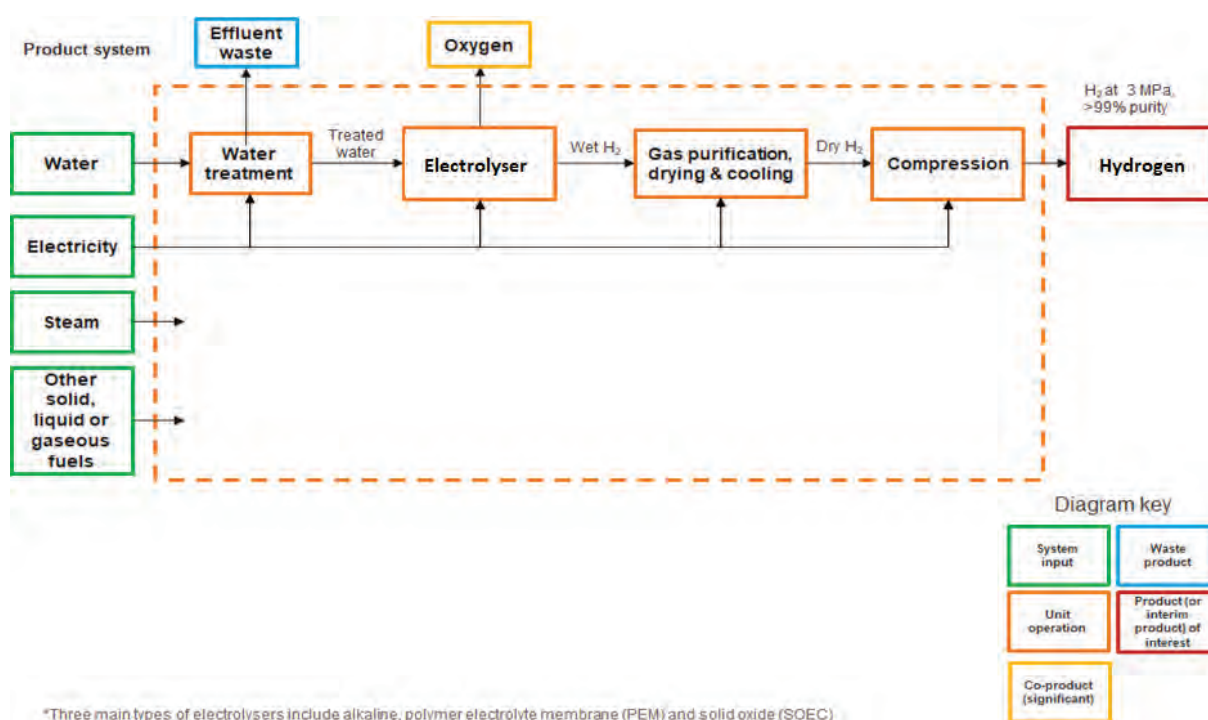 Product system
Effluent
waste
Oxygen
H₂ at 3 MPa,
>99% purity
Water
Water
treatment
Treated
water
Electrolyser
Wet H₂
Gas purification,
drying & cooling
Dry H₂
Compression
Hydrogen
Electricity
Steam
Other
solid,
liquid or
gaseous
fuels
Diagram key
System
input
Waste
product
Unit
operation
Product (or
interim
product) of
interest
Co-product
(significant)
*Three main types of electrolysers include alkaline, polymer electrolyte membrane (PEM) and solid oxide (SOEC)